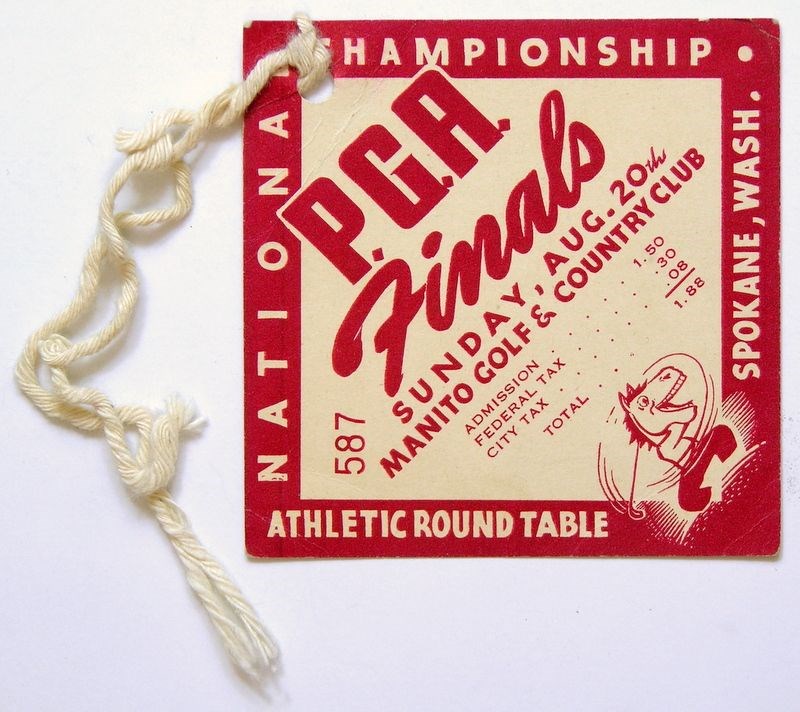 NATIONAL CHAMPIONSHIP •
SPOKANE, WASH.
P.G.A.
Finals
SUNDAY, AUG. 20th
MANITO GOLF & COUNTRY CLUB
ADMISSION . . . . 1.50
FEDERAL TAX . . . . .30
CITY TAX . . . . .08
TOTAL . . . . 1.88
587
ATHLETIC ROUND TABLE